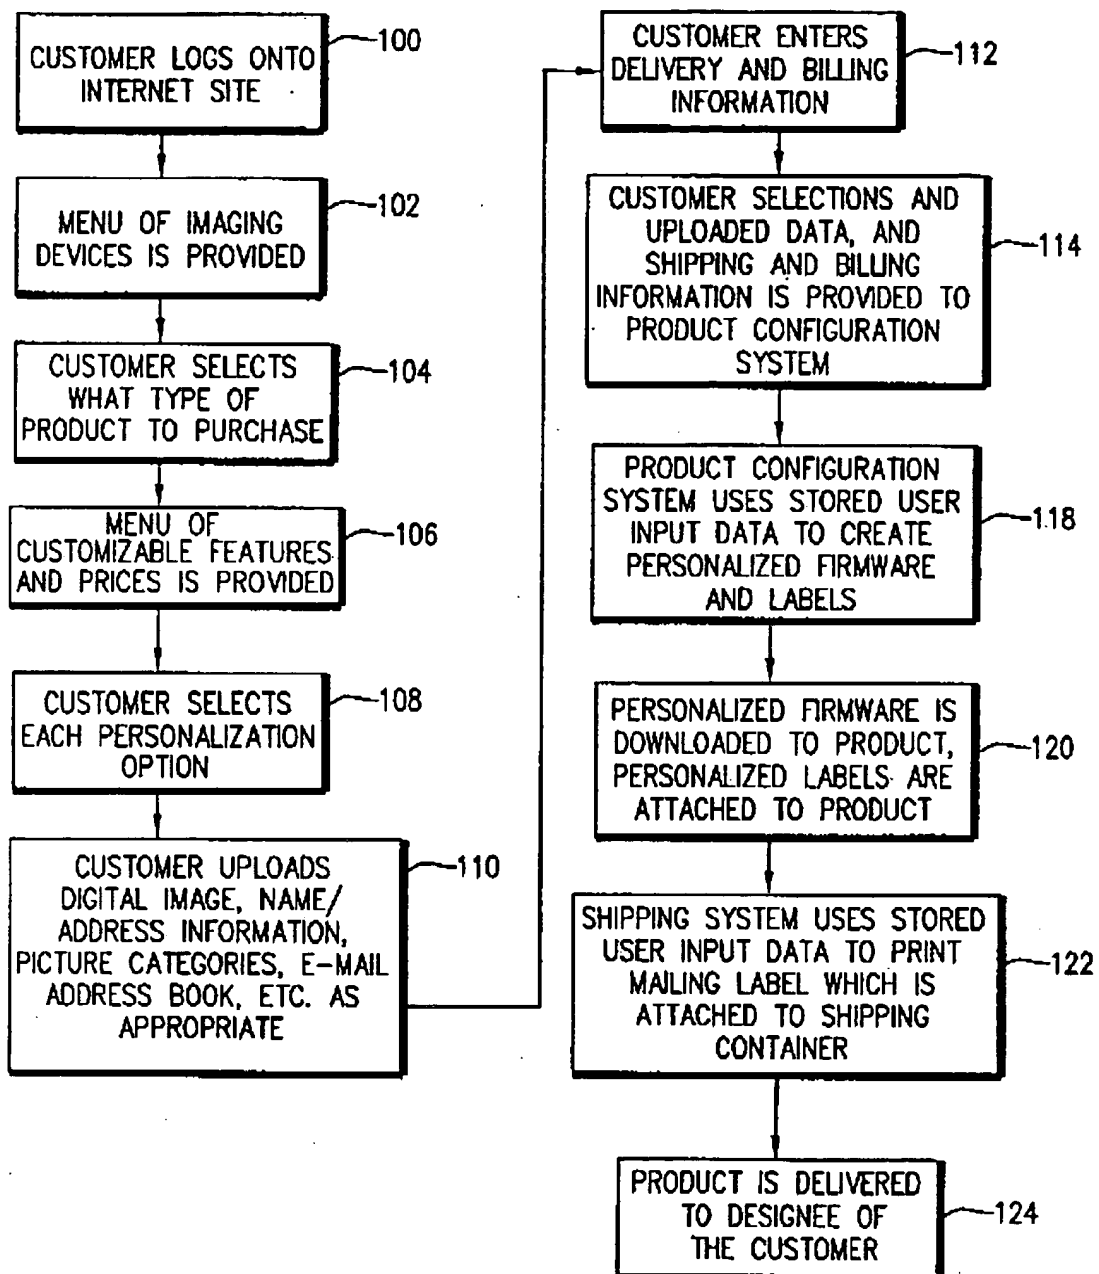 CUSTOMER LOGS ONTO
INTERNET SITE
100
MENU OF IMAGING
DEVICES IS PROVIDED
102
CUSTOMER SELECTS
WHAT TYPE OF
PRODUCT TO PURCHASE
104
MENU OF
CUSTOMIZABLE FEATURES
AND PRICES IS PROVIDED
106
CUSTOMER SELECTS
EACH PERSONALIZATION
OPTION
108
CUSTOMER UPLOADS
DIGITAL IMAGE, NAME/
ADDRESS INFORMATION,
PICTURE CATEGORIES, E-MAIL
ADDRESS BOOK, ETC. AS
APPROPRIATE
110
CUSTOMER ENTERS
DELIVERY AND BILLING
INFORMATION
112
CUSTOMER SELECTIONS AND
UPLOADED DATA, AND
SHIPPING AND BILLING
INFORMATION IS PROVIDED TO
PRODUCT CONFIGURATION
SYSTEM
114
PRODUCT CONFIGURATION
SYSTEM USES STORED USER
INPUT DATA TO CREATE
PERSONALIZED FIRMWARE
AND LABELS
118
PERSONALIZED FIRMWARE IS
DOWNLOADED TO PRODUCT,
PERSONALIZED LABELS ARE
ATTACHED TO PRODUCT
120
SHIPPING SYSTEM USES STORED
USER INPUT DATA TO PRINT
MAILING LABEL WHICH IS
ATTACHED TO SHIPPING
CONTAINER
122
PRODUCT IS DELIVERED
TO DESIGNEE OF
THE CUSTOMER
124